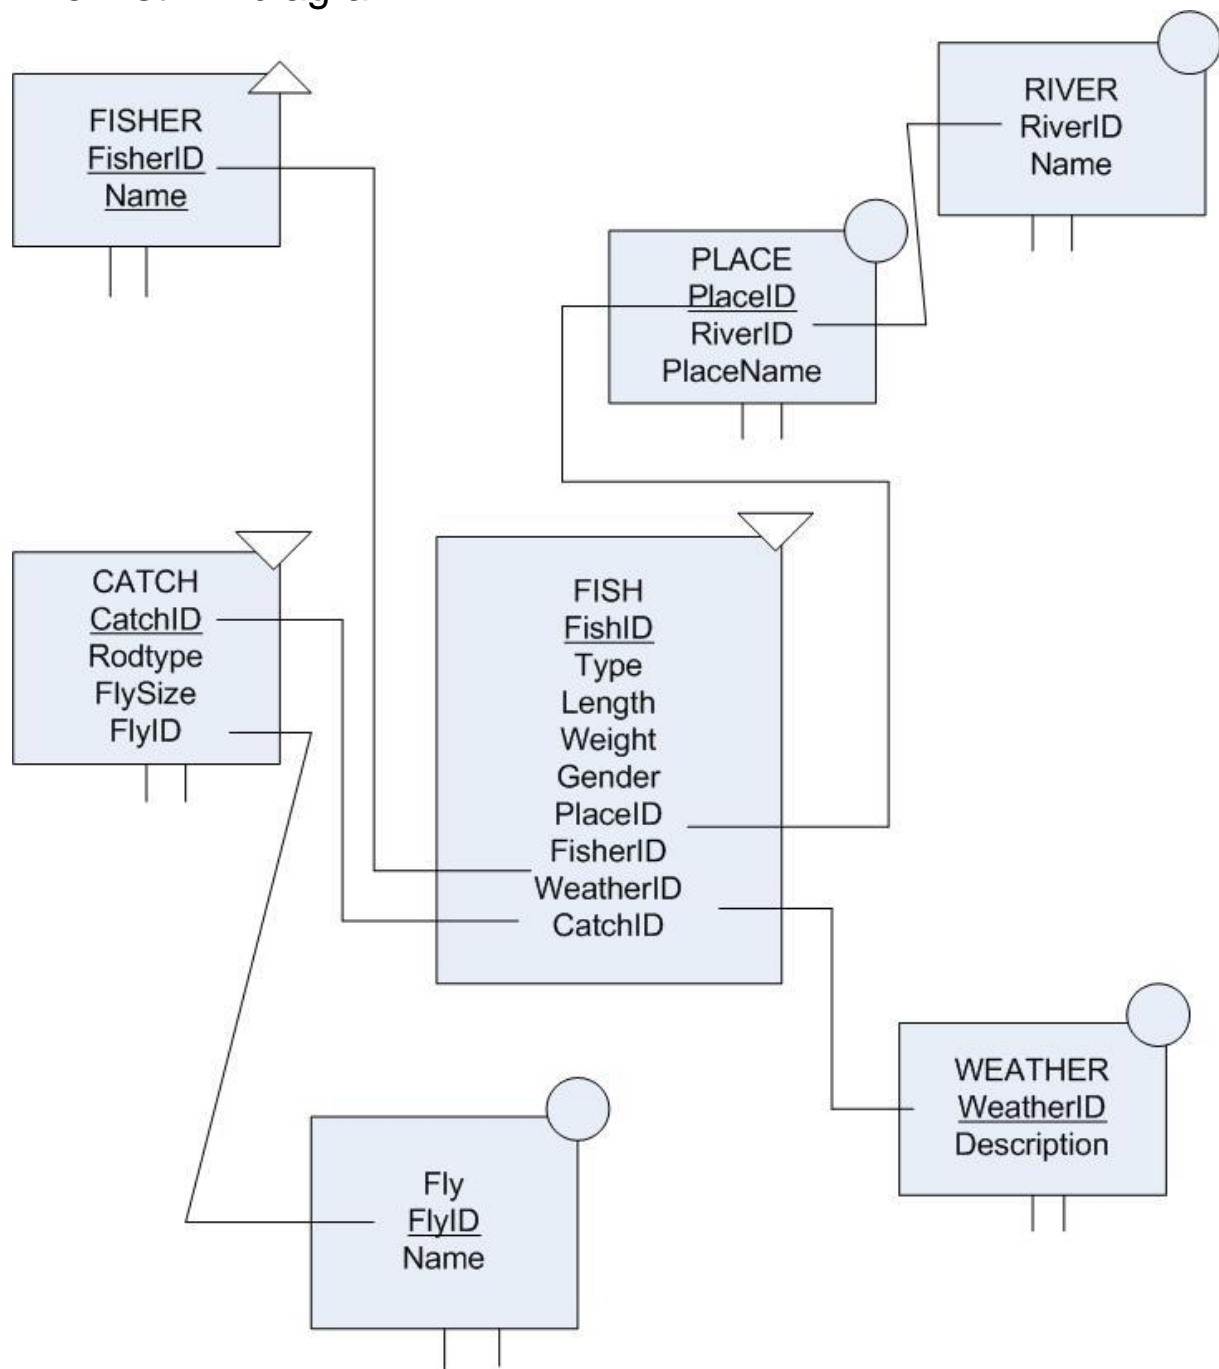 FISHER
FisherID
Name
RIVER
RiverID
Name
PLACE
PlaceID
RiverID
PlaceName
CATCH
CatchID
Rodtype
FlySize
FlyID
FISH
FishID
Type
Length
Weight
Gender
PlaceID
FisherID
WeatherID
CatchID
WEATHER
WeatherID
Description
Fly
FlyID
Name